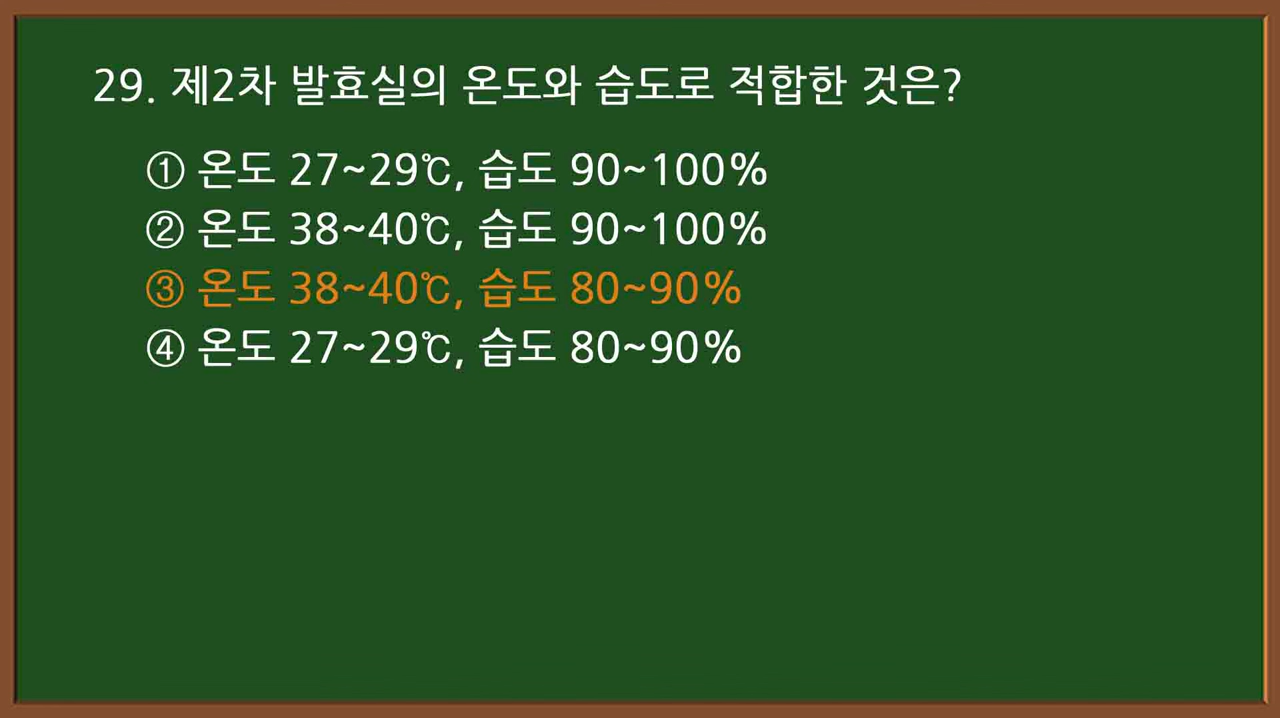 29. 제2차 발효실의 온도와 습도로 적합한 것은?
① 온도 27~29℃, 습도 90~100%
② 온도 38~40℃, 습도 90~100%
③ 온도 38~40℃, 습도 80~90%
④ 온도 27~29℃, 습도 80~90%